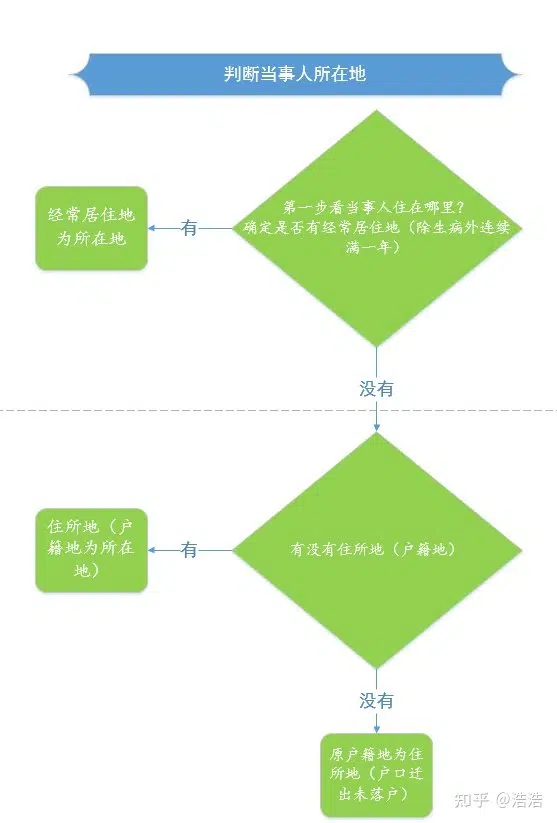 判断当事人所在地
第一步看当事人住在哪里?
确定是否有经常居住地（除生病外连续
满一年）
有
经常居住地
为所在地
没有
有没有住所地（户籍地）
有
住所地（户
籍地为所在
地）
没有
原户籍地为住
所地（户口迁
出未落户）
知乎 @浩浩